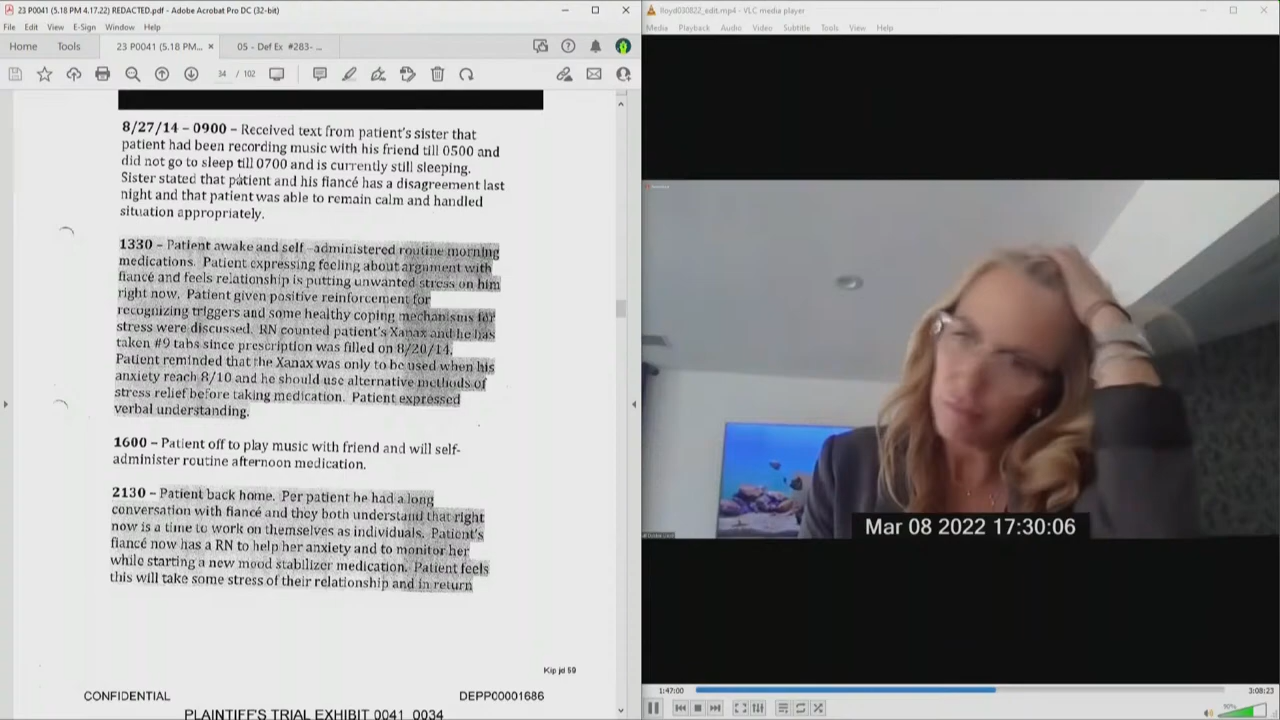 23 P0041 (5.18 PM 4.17.22) REDACTED.pdf - Adobe Acrobat Pro DC (32-bit)
File Edit View E-Sign Window Help
Home Tools 23 P0041 (5.18 PM... × 05 - Def Ex #283-...
34 / 102
8/27/14 – 0900 – Received text from patient's sister that
patient had been recording music with his friend till 0500 and
did not go to sleep till 0700 and is currently still sleeping.
Sister stated that patient and his fiancé has a disagreement last
night and that patient was able to remain calm and handled
situation appropriately.
1330 – Patient awake and self –administered routine morning
medications. Patient expressing feeling about argument with
fiancé and feels relationship is putting unwanted stress on him
right now. Patient given positive reinforcement for
recognizing triggers and some healthy coping mechanisms for
stress were discussed. RN counted patient's Xanax and he has
taken #9 tabs since prescription was filled on 8/20/14.
Patient reminded that the Xanax was only to be used when his
anxiety reach 8/10 and he should use alternative methods of
stress relief before taking medication. Patient expressed
verbal understanding.
1600 – Patient off to play music with friend and will self-
administer routine afternoon medication.
2130 – Patient back home. Per patient he had a long
conversation with fiancé and they both understand that right
now is a time to work on themselves as individuals. Patient's
fiancé now has a RN to help her anxiety and to monitor her
while starting a new mood stabilizer medication. Patient feels
this will take some stress of their relationship and in return
Kip jd 59
CONFIDENTIAL DEPP00001686
PLAINTIFF'S TRIAL EXHIBIT 0041_0034
lloyd030822_edit.mp4 - VLC media player
Media Playback Audio Video Subtitle Tools View Help
Mar 08 2022 17:30:06
1:47:00 3:08:23
90%